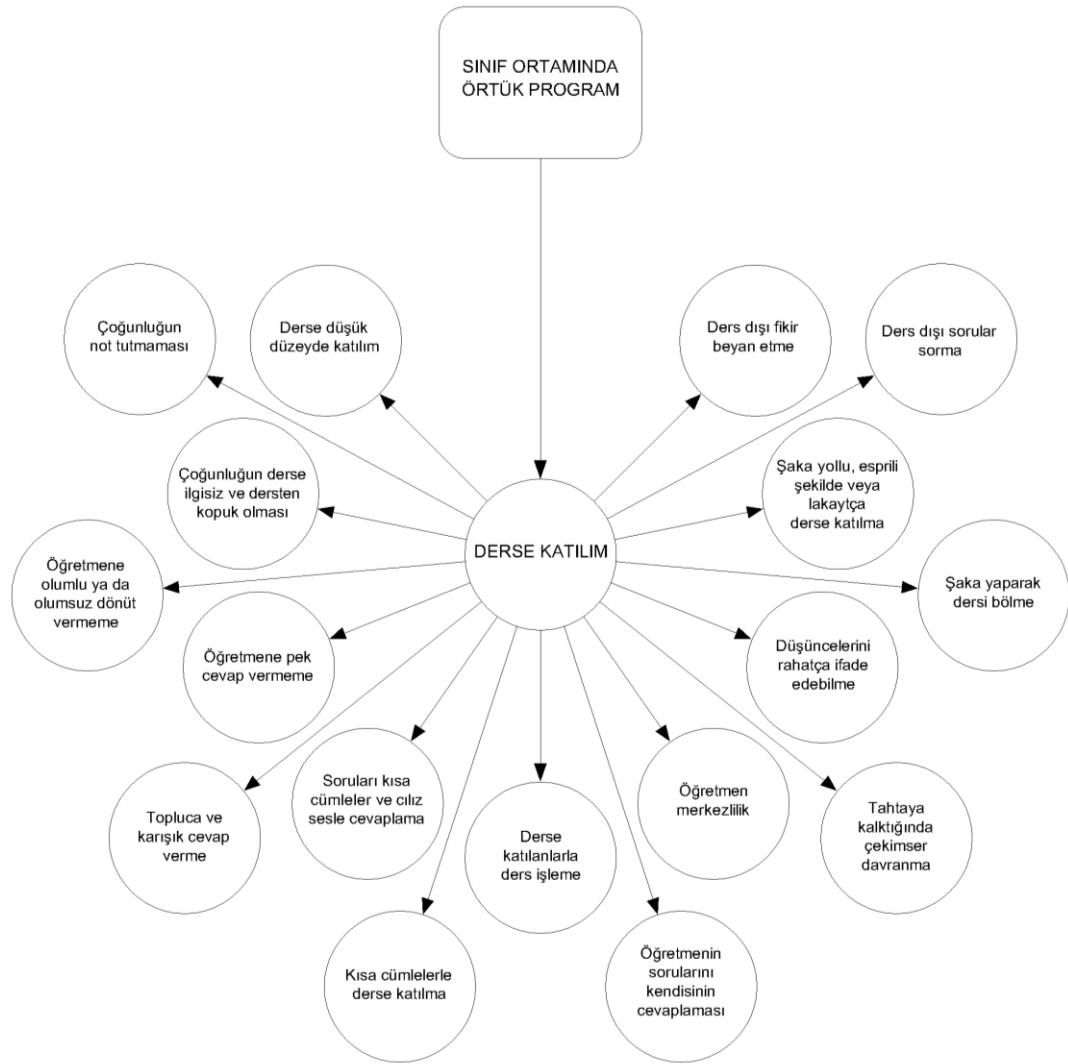 SINIF ORTAMINDA
ÖRTÜK PROGRAM
Çoğunluğun
not tutmaması
Derse düşük
düzeyde katılım
Ders dışı fikir
beyan etme
Ders dışı sorular
sorma
Çoğunluğun derse
ilgisiz ve dersten
kopuk olması
Şaka yollu, esprili
şekilde veya
lakaytça
derse katılma
DERSE KATILIM
Öğretmene
olumlu ya da
olumsuz dönüt
vermeme
Şaka yaparak
dersi bölme
Öğretmene pek
cevap vermeme
Düşüncelerini
rahatça ifade
edebilme
Topluca ve
karışık cevap
verme
Soruları kısa
cümleler ve cılız
sesle cevaplama
Derse
katılanlarla
ders işleme
Öğretmen
merkezlilik
Tahtaya
kalktığında
çekimser
davranma
Kısa cümlelerle
derse katılma
Öğretmenin
sorularını
kendisinin
cevaplaması